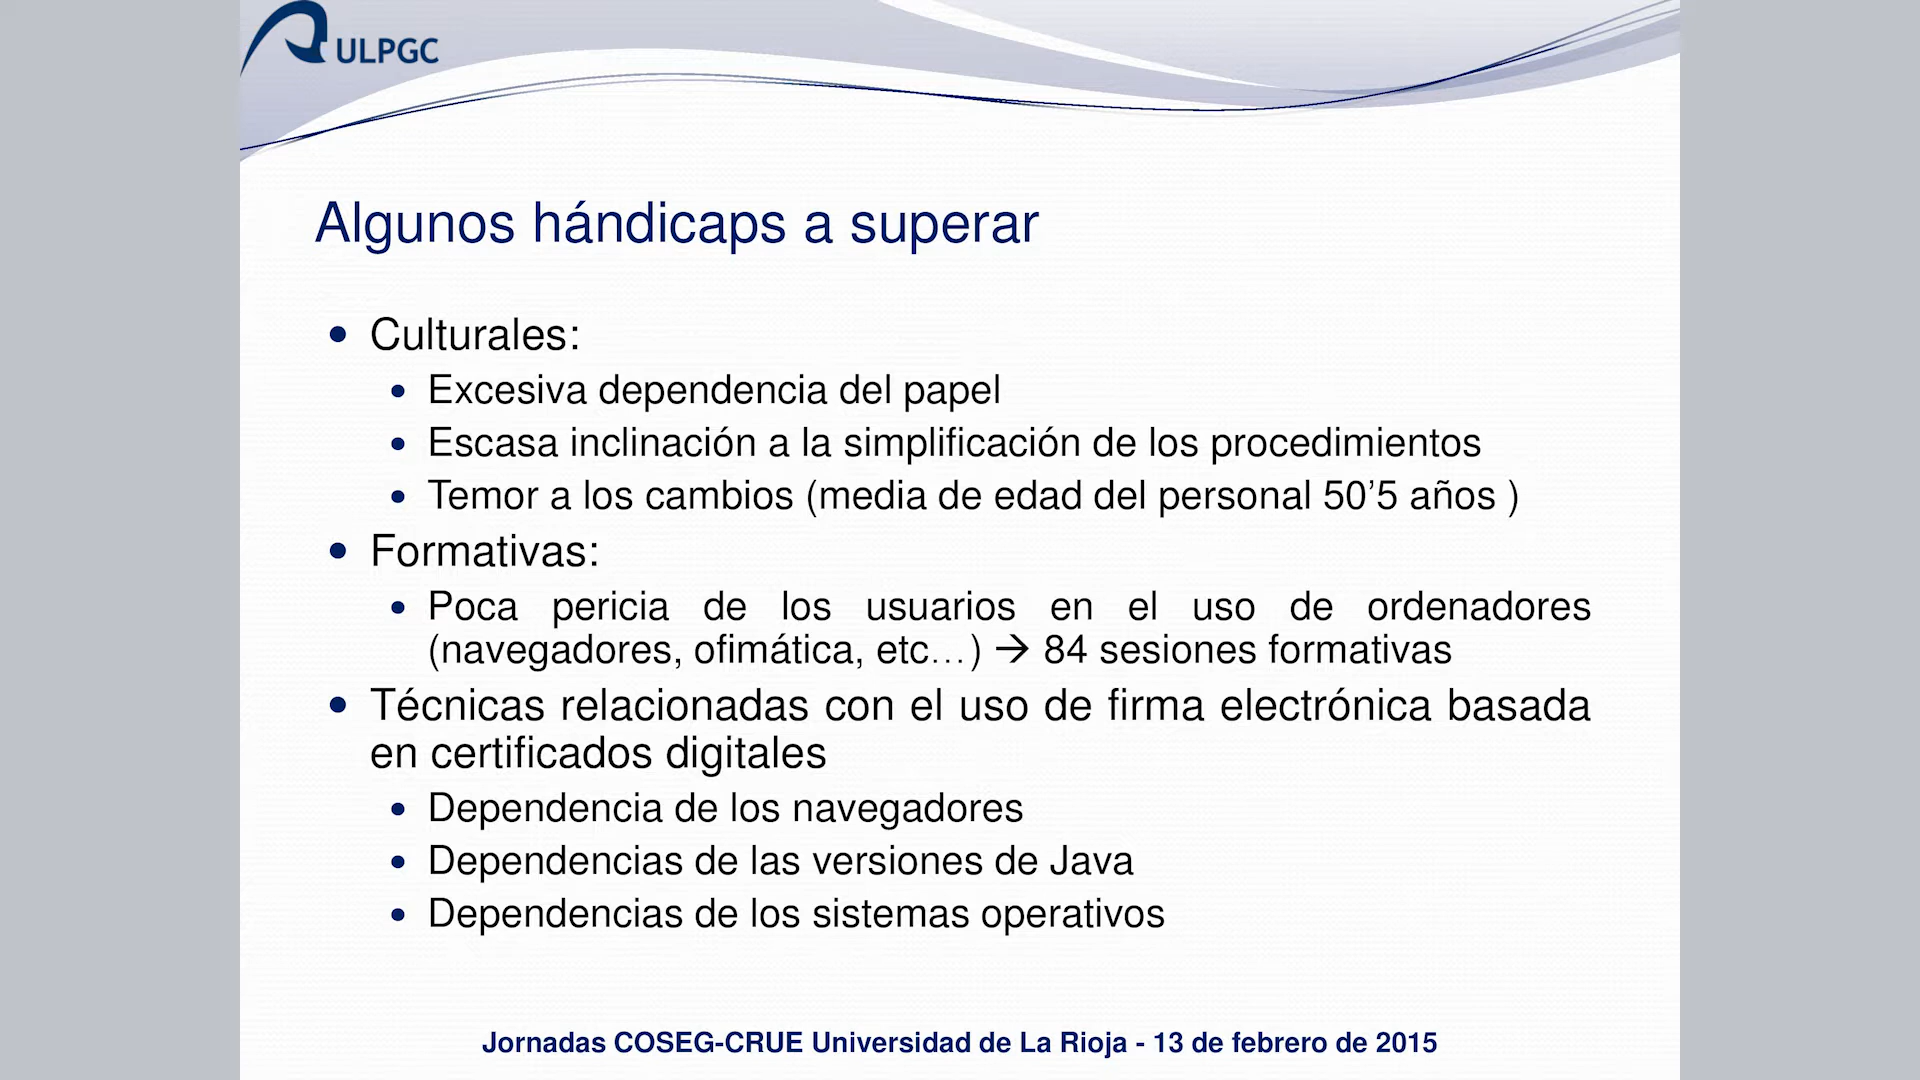 ULPGC
Algunos hándicaps a superar
• Culturales:
• Excesiva dependencia del papel
• Escasa inclinación a la simplificación de los procedimientos
• Temor a los cambios (media de edad del personal 50’5 años )
• Formativas:
• Poca pericia de los usuarios en el uso de ordenadores
(navegadores, ofimática, etc…) → 84 sesiones formativas
• Técnicas relacionadas con el uso de firma electrónica basada
en certificados digitales
• Dependencia de los navegadores
• Dependencias de las versiones de Java
• Dependencias de los sistemas operativos
Jornadas COSEG-CRUE Universidad de La Rioja - 13 de febrero de 2015